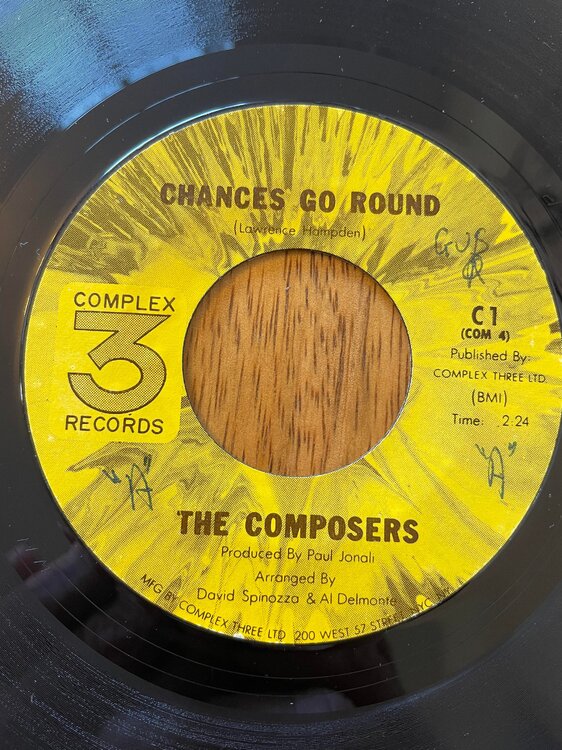 CHANCES GO ROUND
(Lawrence Hampden)
GUS
COMPLEX
3
RECORDS
C1
(COM 4)
Published By:
COMPLEX THREE LTD.
(BMI)
Time: 2:24
"A"
"A"
THE COMPOSERS
Produced By Paul Jonali
Arranged By
David Spinozza & Al Delmonte
MFG BY COMPLEX THREE LTD 200 WEST 57 STREET NYC